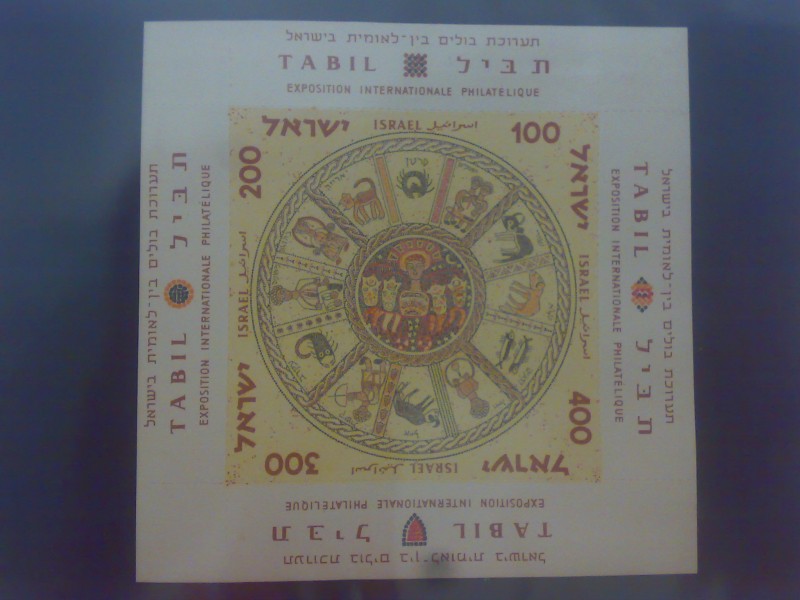 תערוכת בולים בין-לאומית בישראל
TABIL תביל
EXPOSITION INTERNATIONALE PHILATELIQUE
ישראל ISRAEL اسرائيل 100
תערוכת בולים בין-לאומית בישראל
TABIL תביל
EXPOSITION INTERNATIONALE PHILATELIQUE
ישראל ISRAEL اسرائيل 400
תערוכת בולים בין-לאומית בישראל
TABIL תביל
EXPOSITION INTERNATIONALE PHILATELIQUE
ישראל ISRAEL اسرائيل 300
תערוכת בולים בין-לאומית בישראל
TABIL תביל
EXPOSITION INTERNATIONALE PHILATELIQUE
ישראל ISRAEL اسرائيل 200